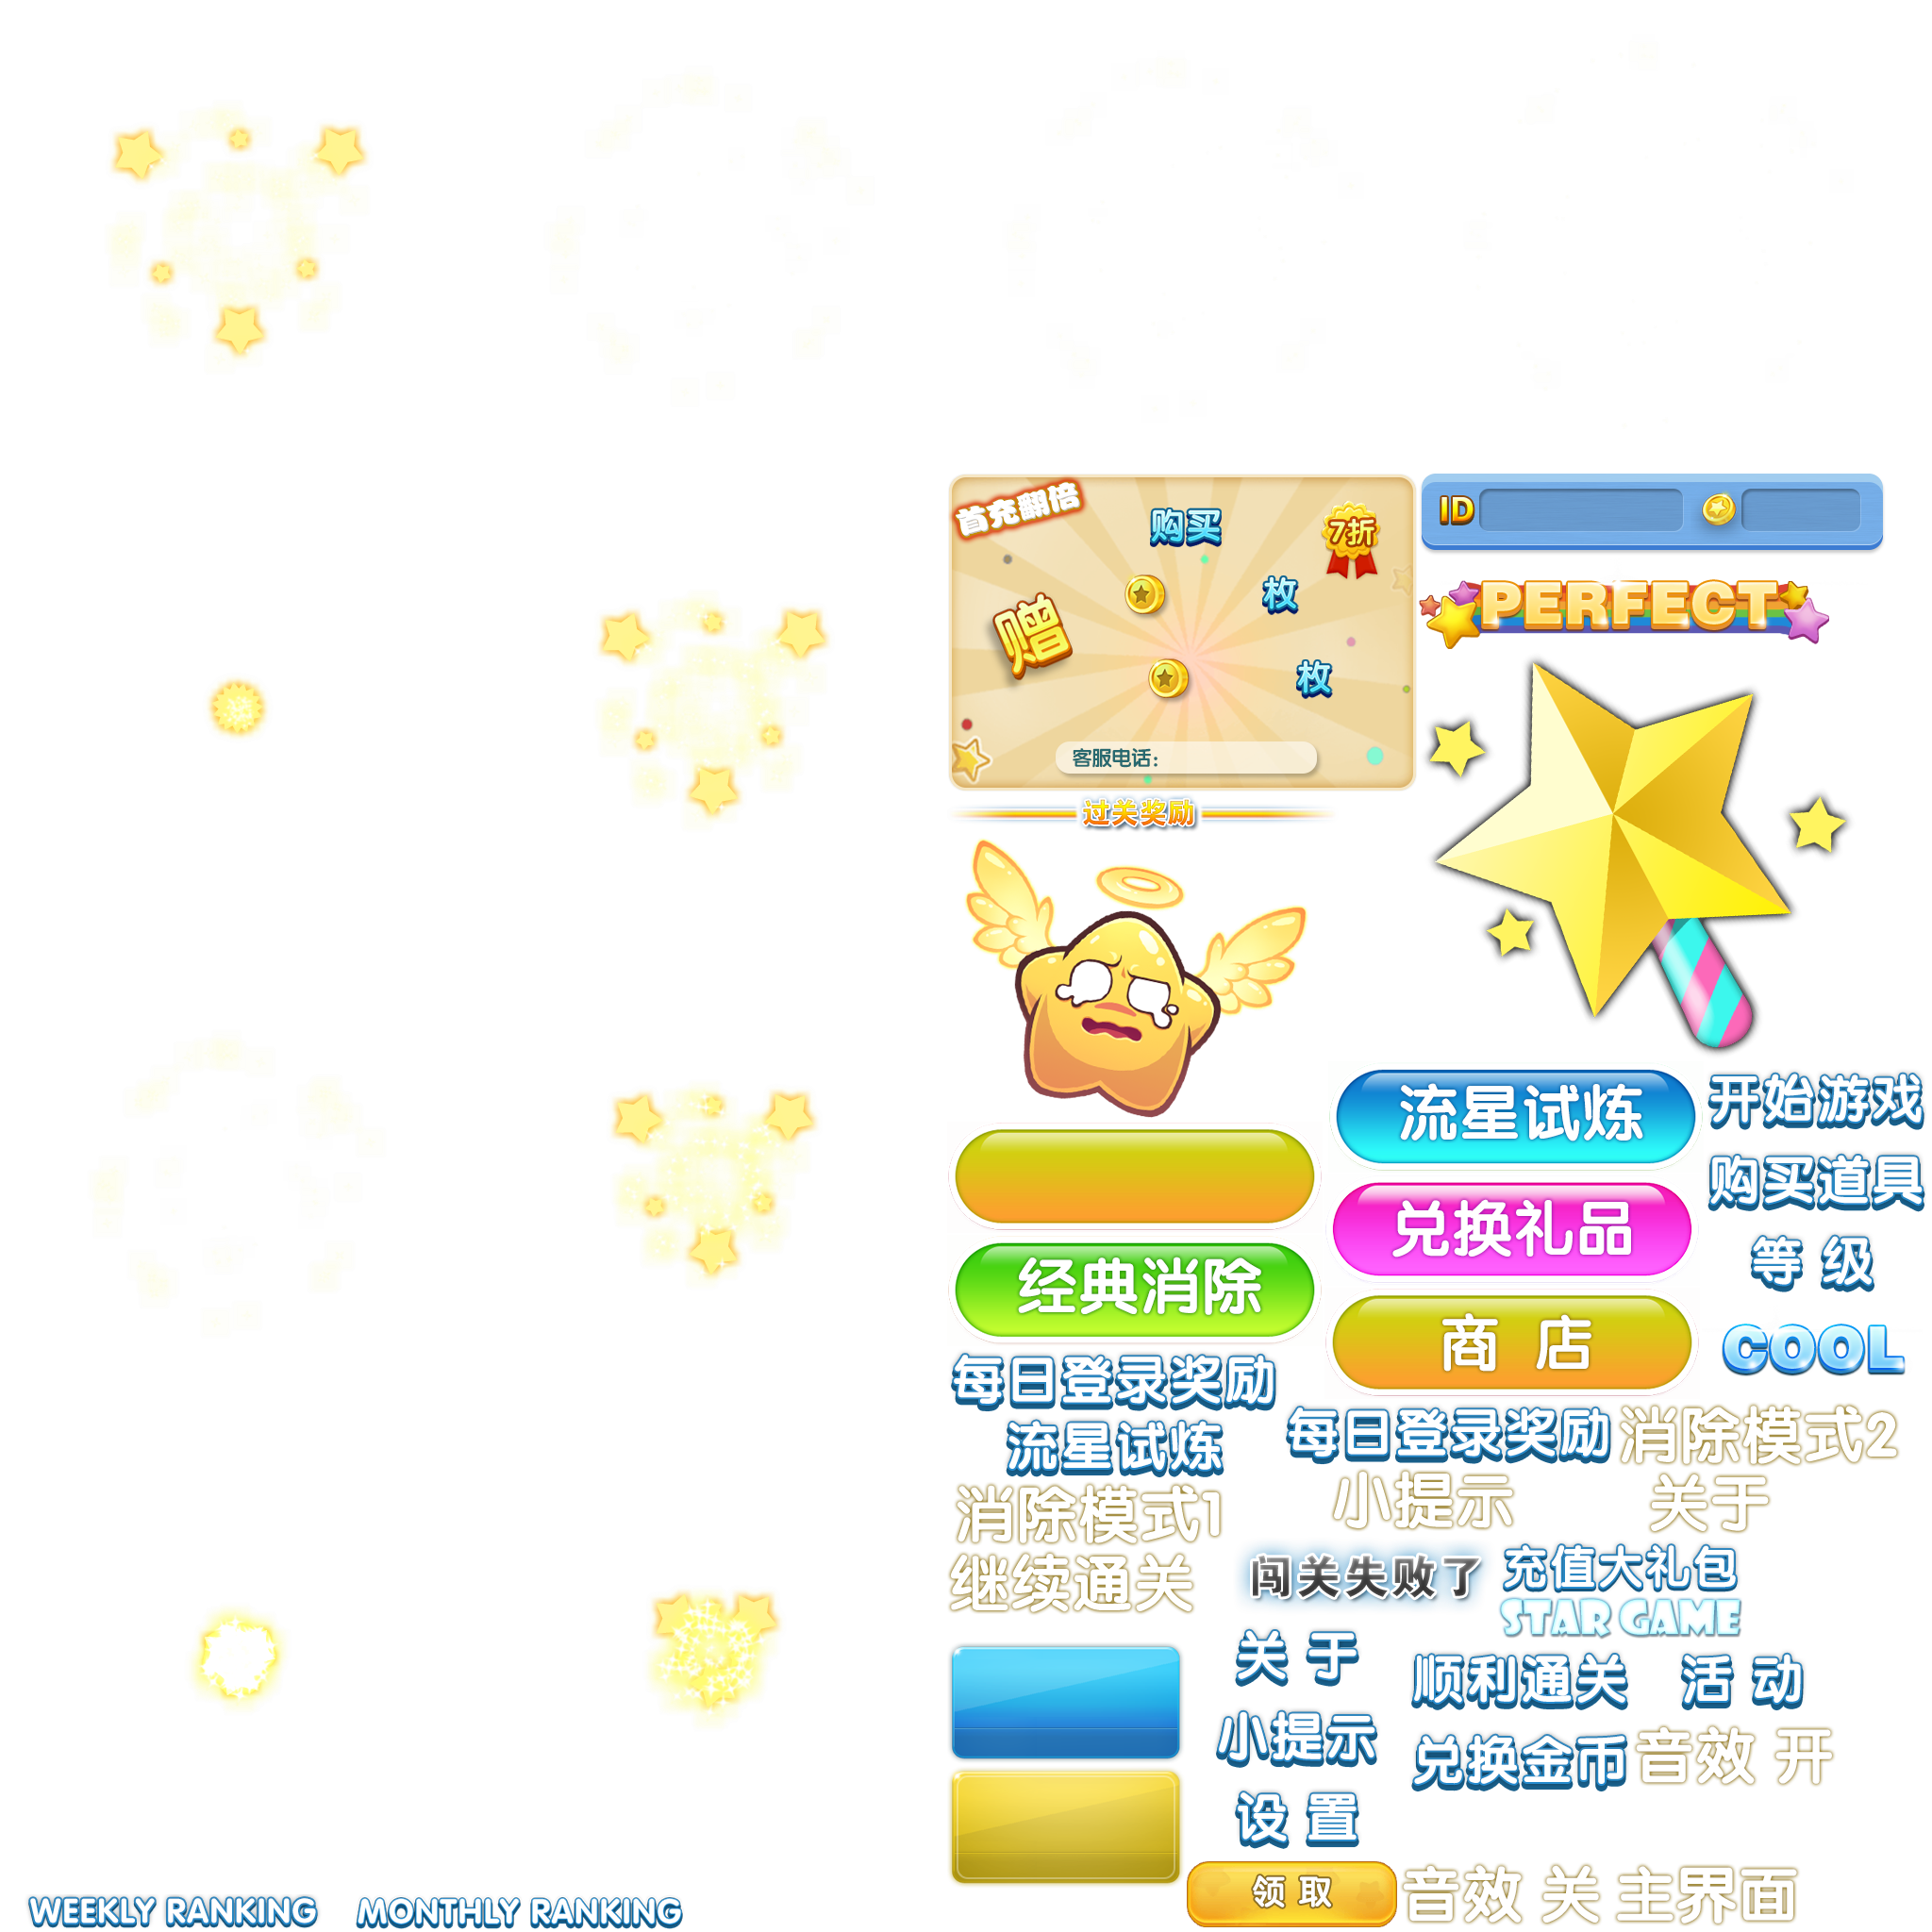 首充翻倍
购买
7折
ID
赠
枚
枚
客服电话：
PERFECT
过关奖励
流星试炼
开始游戏
购买道具
兑换礼品
等 级
经典消除
商 店
COOL
每日登录奖励
每日登录奖励
消除模式2
流星试炼
小提示
关于
消除模式1
继续通关
闯关失败了
充值大礼包
STAR GAME
关 于
顺利通关
活 动
小提示
兑换金币
音效 开
设 置
领 取
音效 关
主界面
WEEKLY RANKING
MONTHLY RANKING